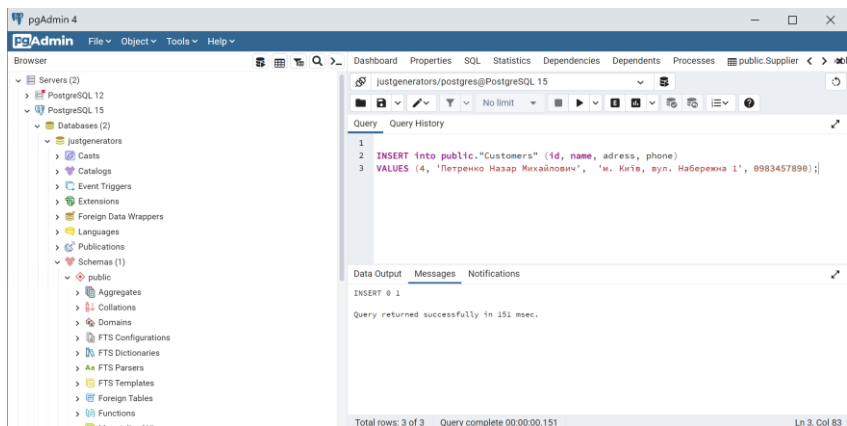 pgAdmin 4
pgAdmin File Object Tools Help
Browser
Dashboard Properties SQL Statistics Dependencies Dependents Processes public.Supplier
Servers (2)
PostgreSQL 12
PostgreSQL 15
Databases (2)
justgenerators
Casts
Catalogs
Event Triggers
Extensions
Foreign Data Wrappers
Languages
Publications
Schemas (1)
public
Aggregates
Collations
Domains
FTS Configurations
FTS Dictionaries
FTS Parsers
FTS Templates
Foreign Tables
Functions
justgenerators/postgres@PostgreSQL 15
No limit
Query Query History
1
2 INSERT into public."Customers" (id, name, adress, phone)
3 VALUES (4, 'Петренко Назар Михайлович', 'м. Київ, вул. Набережна 1', 0983457890);
Data Output Messages Notifications
INSERT 0 1
Query returned successfully in 151 msec.
Total rows: 3 of 3 Query complete 00:00:00.151 Ln 3, Col 83